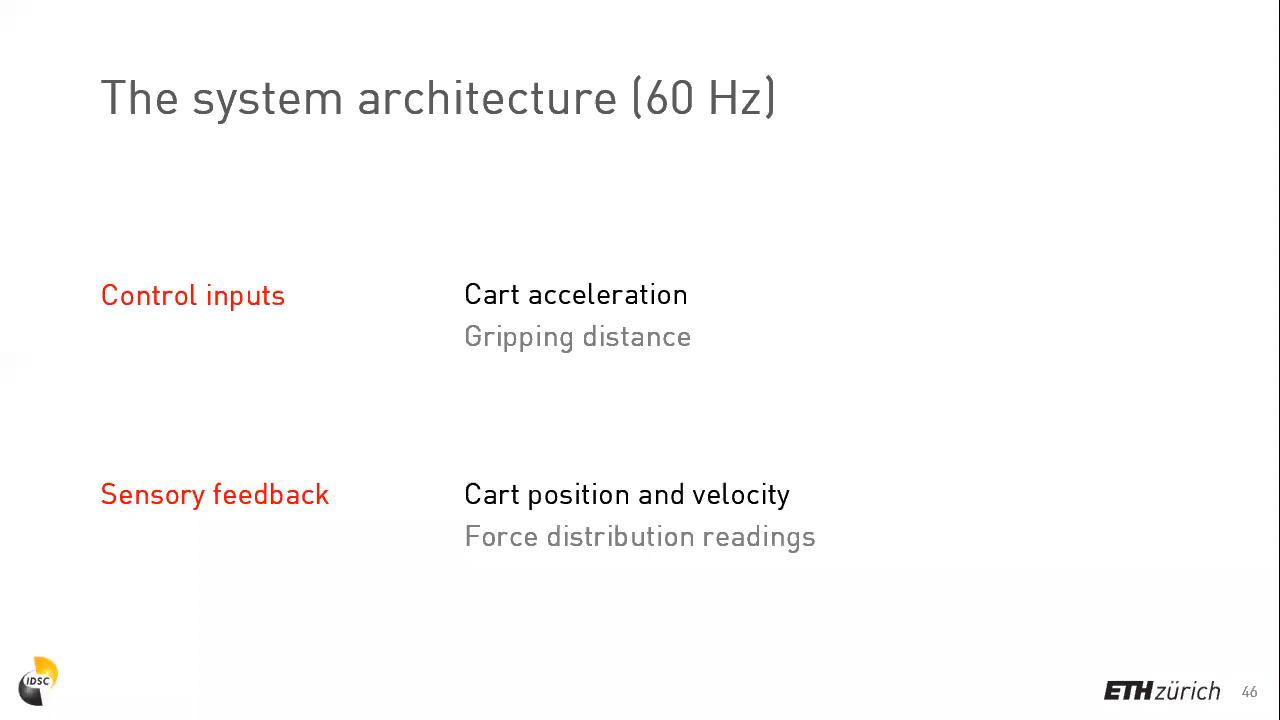 The system architecture (60 Hz)
Control inputs
Cart acceleration
Gripping distance
Sensory feedback
Cart position and velocity
Force distribution readings
IDSC
ETH zürich
46